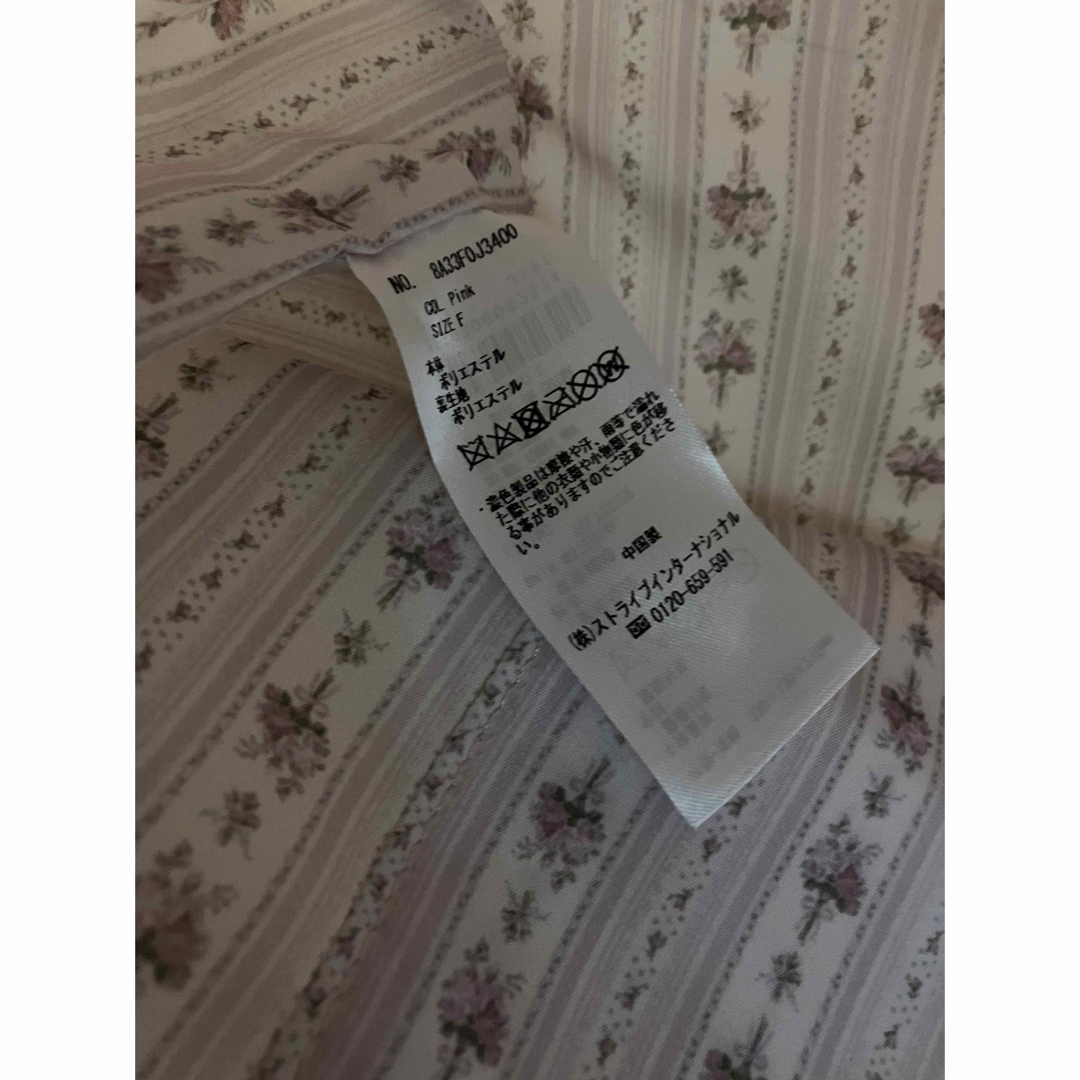 NO. 8A33F0J3400
COL Pink
SIZE F
本体
ポリエステル
裏生地
ポリエステル
W
・濃色製品は摩擦や汗、雨等で濡れ
た際に他の衣類や小物類に色が移
る事がありますのでご注意くださ
い。
中国製
(株)ストライプインターナショナル
0120-659-591